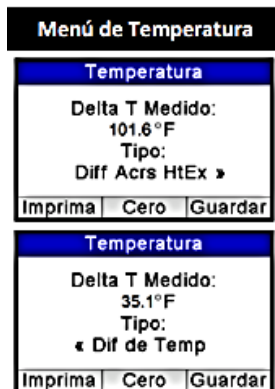 Menú de Temperatura
Temperatura
Delta T Medido:
101.6°F
Tipo:
Diff Acrs HtEx »
Imprima Cero Guardar
Temperatura
Delta T Medido:
35.1°F
Tipo:
« Dif de Temp
Imprima Cero Guardar